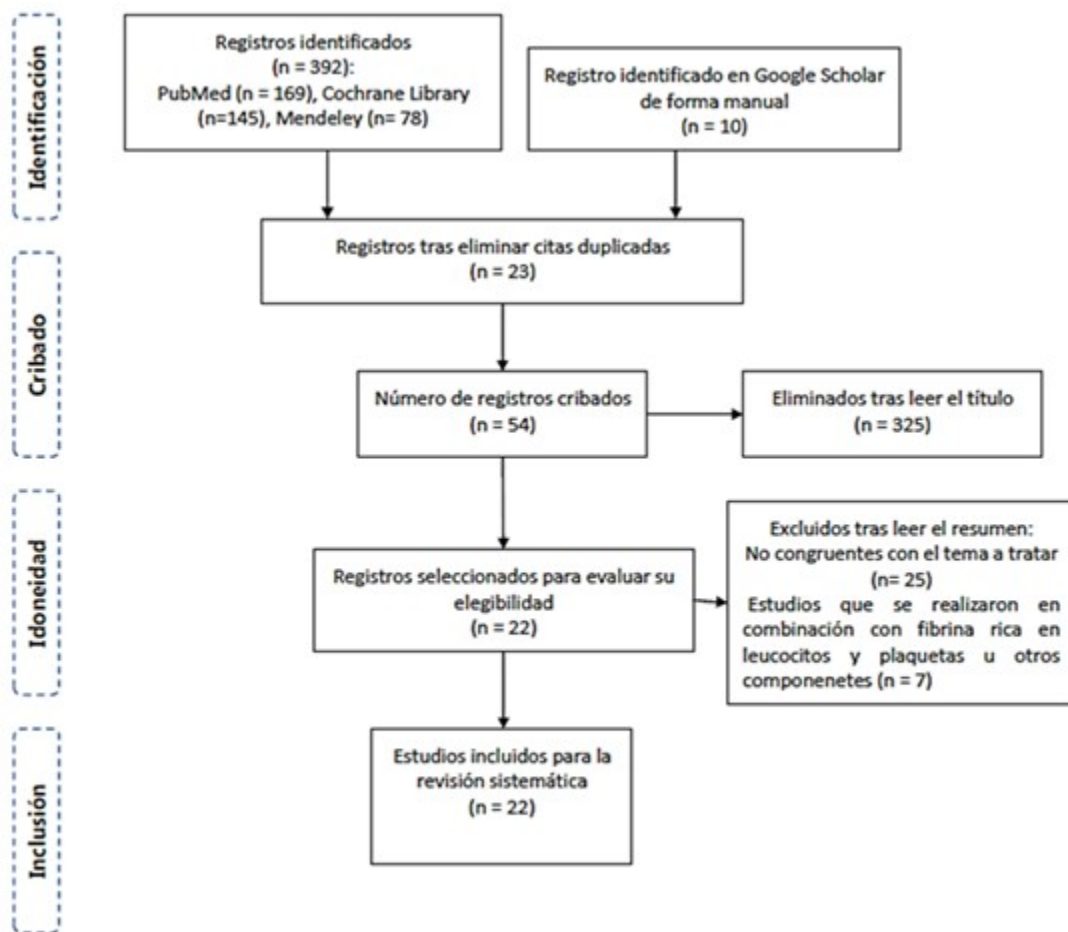 Identificación
Registros identificados
(n = 392):
PubMed (n = 169), Cochrane Library
(n=145), Mendeley (n= 78)
Registro identificado en Google Scholar
de forma manual
(n = 10)
Cribado
Registros tras eliminar citas duplicadas
(n = 23)
Número de registros cribados
(n = 54)
Eliminados tras leer el título
(n = 325)
Idoneidad
Registros seleccionados para evaluar su
elegibilidad
(n = 22)
Excluidos tras leer el resumen:
No congruentes con el tema a tratar
(n= 25)
Estudios que se realizaron en
combinación con fibrina rica en
leucocitos y plaquetas u otros
componenetes (n = 7)
Inclusión
Estudios incluidos para la
revisión sistemática
(n = 22)